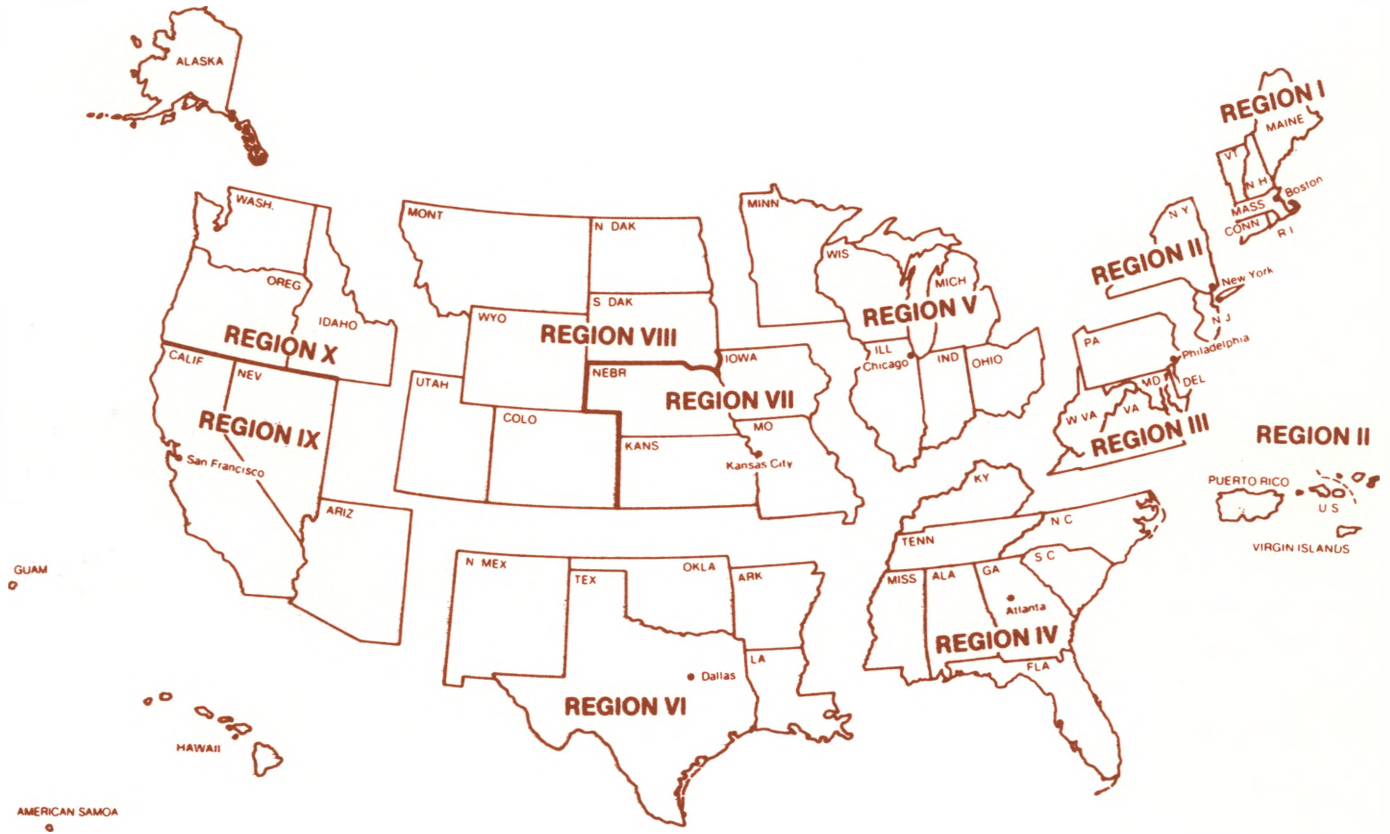 ALASKA
REGION I
MAINE
VT
N H
Boston
MASS
CONN
R I
WASH.
MONT
N DAK
MINN
N Y
REGION II
New York
N J
OREG
IDAHO
REGION X
S DAK
WYO
REGION VIII
WIS
MICH
REGION V
PA
Philadelphia
MD
DEL
W VA
VA
REGION III
CALIF
NEV
REGION IX
San Francisco
UTAH
COLO
NEBR
IOWA
REGION VII
KANS
MO
Kansas City
ILL
Chicago
IND
OHIO
REGION II
PUERTO RICO
U S
VIRGIN ISLANDS
ARIZ
KY
TENN
N C
S C
MISS
ALA
GA
Atlanta
REGION IV
FLA
N MEX
TEX
OKLA
ARK
LA
Dallas
REGION VI
GUAM
HAWAII
AMERICAN SAMOA